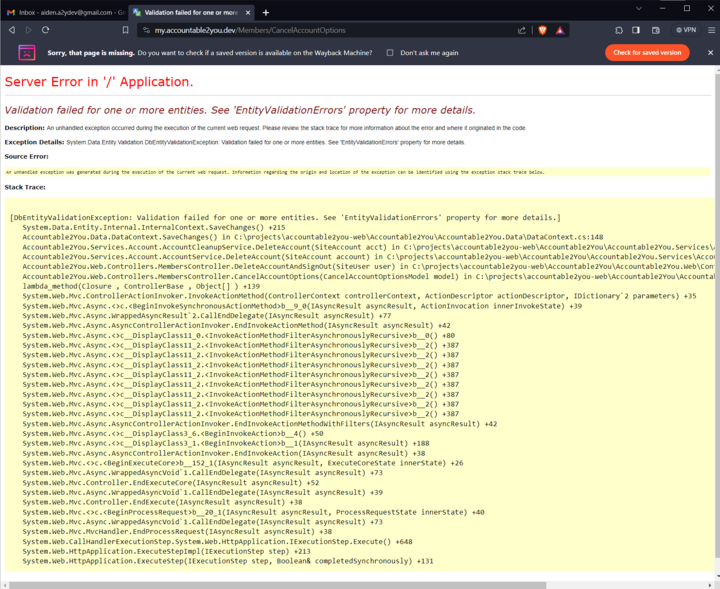 Inbox - aiden.a2ydev@gmail.com - G
Validation failed for one or more
my.accountable2you.dev/Members/CancelAccountOptions
VPN
Sorry, that page is missing. Do you want to check if a saved version is available on the Wayback Machine?
Don't ask me again
Check for saved version
Server Error in '/' Application.
Validation failed for one or more entities. See 'EntityValidationErrors' property for more details.
Description: An unhandled exception occurred during the execution of the current web request. Please review the stack trace for more information about the error and where it originated in the code.
Exception Details: System.Data.Entity.Validation.DbEntityValidationException: Validation failed for one or more entities. See 'EntityValidationErrors' property for more details.
Source Error:
An unhandled exception was generated during the execution of the current web request. Information regarding the origin and location of the exception can be identified using the exception stack trace below.
Stack Trace:
[DbEntityValidationException: Validation failed for one or more entities. See 'EntityValidationErrors' property for more details.]
System.Data.Entity.Internal.InternalContext.SaveChanges() +215
Accountable2You.Data.DataContext.SaveChanges() in C:\projects\accountable2you-web\Accountable2You\Accountable2You.Data\DataContext.cs:148
Accountable2You.Services.Account.AccountCleanupService.DeleteAccount(SiteAccount acct) in C:\projects\accountable2you-web\Accountable2You\Accountable2You.Services\A
Accountable2You.Services.Account.AccountService.DeleteAccount(SiteAccount account) in C:\projects\accountable2you-web\Accountable2You\Accountable2You.Services\Accou
Accountable2You.Web.Controllers.MembersController.DeleteAccountAndSignOut(SiteUser user) in C:\projects\accountable2you-web\Accountable2You\Accountable2You.Web\Cont
Accountable2You.Web.Controllers.MembersController.CancelAccountOptions(CancelAccountOptionsModel model) in C:\projects\accountable2you-web\Accountable2You\Accountab
lambda_method(Closure , ControllerBase , Object[] ) +139
System.Web.Mvc.ControllerActionInvoker.InvokeActionMethod(ControllerContext controllerContext, ActionDescriptor actionDescriptor, IDictionary`2 parameters) +35
System.Web.Mvc.Async.<>c.<BeginInvokeSynchronousActionMethod>b__9_0(IAsyncResult asyncResult, ActionInvocation innerInvokeState) +39
System.Web.Mvc.Async.WrappedAsyncResult`2.CallEndDelegate(IAsyncResult asyncResult) +77
System.Web.Mvc.Async.AsyncControllerActionInvoker.EndInvokeActionMethod(IAsyncResult asyncResult) +42
System.Web.Mvc.Async.<>c__DisplayClass11_0.<InvokeActionMethodFilterAsynchronouslyRecursive>b__0() +80
System.Web.Mvc.Async.<>c__DisplayClass11_2.<InvokeActionMethodFilterAsynchronouslyRecursive>b__2() +387
System.Web.Mvc.Async.<>c__DisplayClass11_2.<InvokeActionMethodFilterAsynchronouslyRecursive>b__2() +387
System.Web.Mvc.Async.<>c__DisplayClass11_2.<InvokeActionMethodFilterAsynchronouslyRecursive>b__2() +387
System.Web.Mvc.Async.<>c__DisplayClass11_2.<InvokeActionMethodFilterAsynchronouslyRecursive>b__2() +387
System.Web.Mvc.Async.<>c__DisplayClass11_2.<InvokeActionMethodFilterAsynchronouslyRecursive>b__2() +387
System.Web.Mvc.Async.<>c__DisplayClass11_2.<InvokeActionMethodFilterAsynchronouslyRecursive>b__2() +387
System.Web.Mvc.Async.<>c__DisplayClass11_2.<InvokeActionMethodFilterAsynchronouslyRecursive>b__2() +387
System.Web.Mvc.Async.<>c__DisplayClass11_2.<InvokeActionMethodFilterAsynchronouslyRecursive>b__2() +387
System.Web.Mvc.Async.AsyncControllerActionInvoker.EndInvokeActionMethodWithFilters(IAsyncResult asyncResult) +42
System.Web.Mvc.Async.<>c__DisplayClass3_6.<BeginInvokeAction>b__4() +50
System.Web.Mvc.Async.<>c__DisplayClass3_1.<BeginInvokeAction>b__1(IAsyncResult asyncResult) +188
System.Web.Mvc.Async.AsyncControllerActionInvoker.EndInvokeAction(IAsyncResult asyncResult) +38
System.Web.Mvc.<>c.<BeginExecuteCore>b__152_1(IAsyncResult asyncResult, ExecuteCoreState innerState) +26
System.Web.Mvc.Async.WrappedAsyncVoid`1.CallEndDelegate(IAsyncResult asyncResult) +73
System.Web.Mvc.Controller.EndExecuteCore(IAsyncResult asyncResult) +52
System.Web.Mvc.Async.WrappedAsyncVoid`1.CallEndDelegate(IAsyncResult asyncResult) +39
System.Web.Mvc.Controller.EndExecute(IAsyncResult asyncResult) +38
System.Web.Mvc.<>c.<BeginProcessRequest>b__20_1(IAsyncResult asyncResult, ProcessRequestState innerState) +40
System.Web.Mvc.Async.WrappedAsyncVoid`1.CallEndDelegate(IAsyncResult asyncResult) +73
System.Web.Mvc.MvcHandler.EndProcessRequest(IAsyncResult asyncResult) +38
System.Web.CallHandlerExecutionStep.System.Web.HttpApplication.IExecutionStep.Execute() +648
System.Web.HttpApplication.ExecuteStepImpl(IExecutionStep step) +213
System.Web.HttpApplication.ExecuteStep(IExecutionStep step, Boolean& completedSynchronously) +131